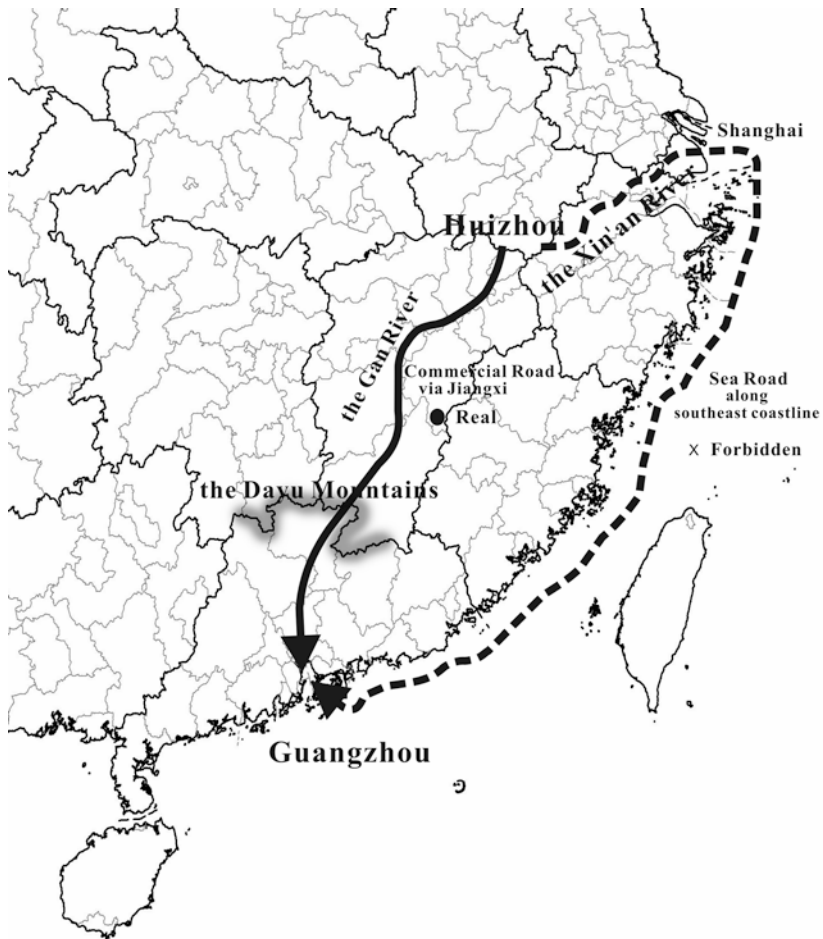 Shanghai
Huizhou
the Xin'an River
the Gan River
Commercial Road
via Jiangxi
Real
Sea Road
along
southeast coastline
X Forbidden
the Dayu Mountains
Guangzhou